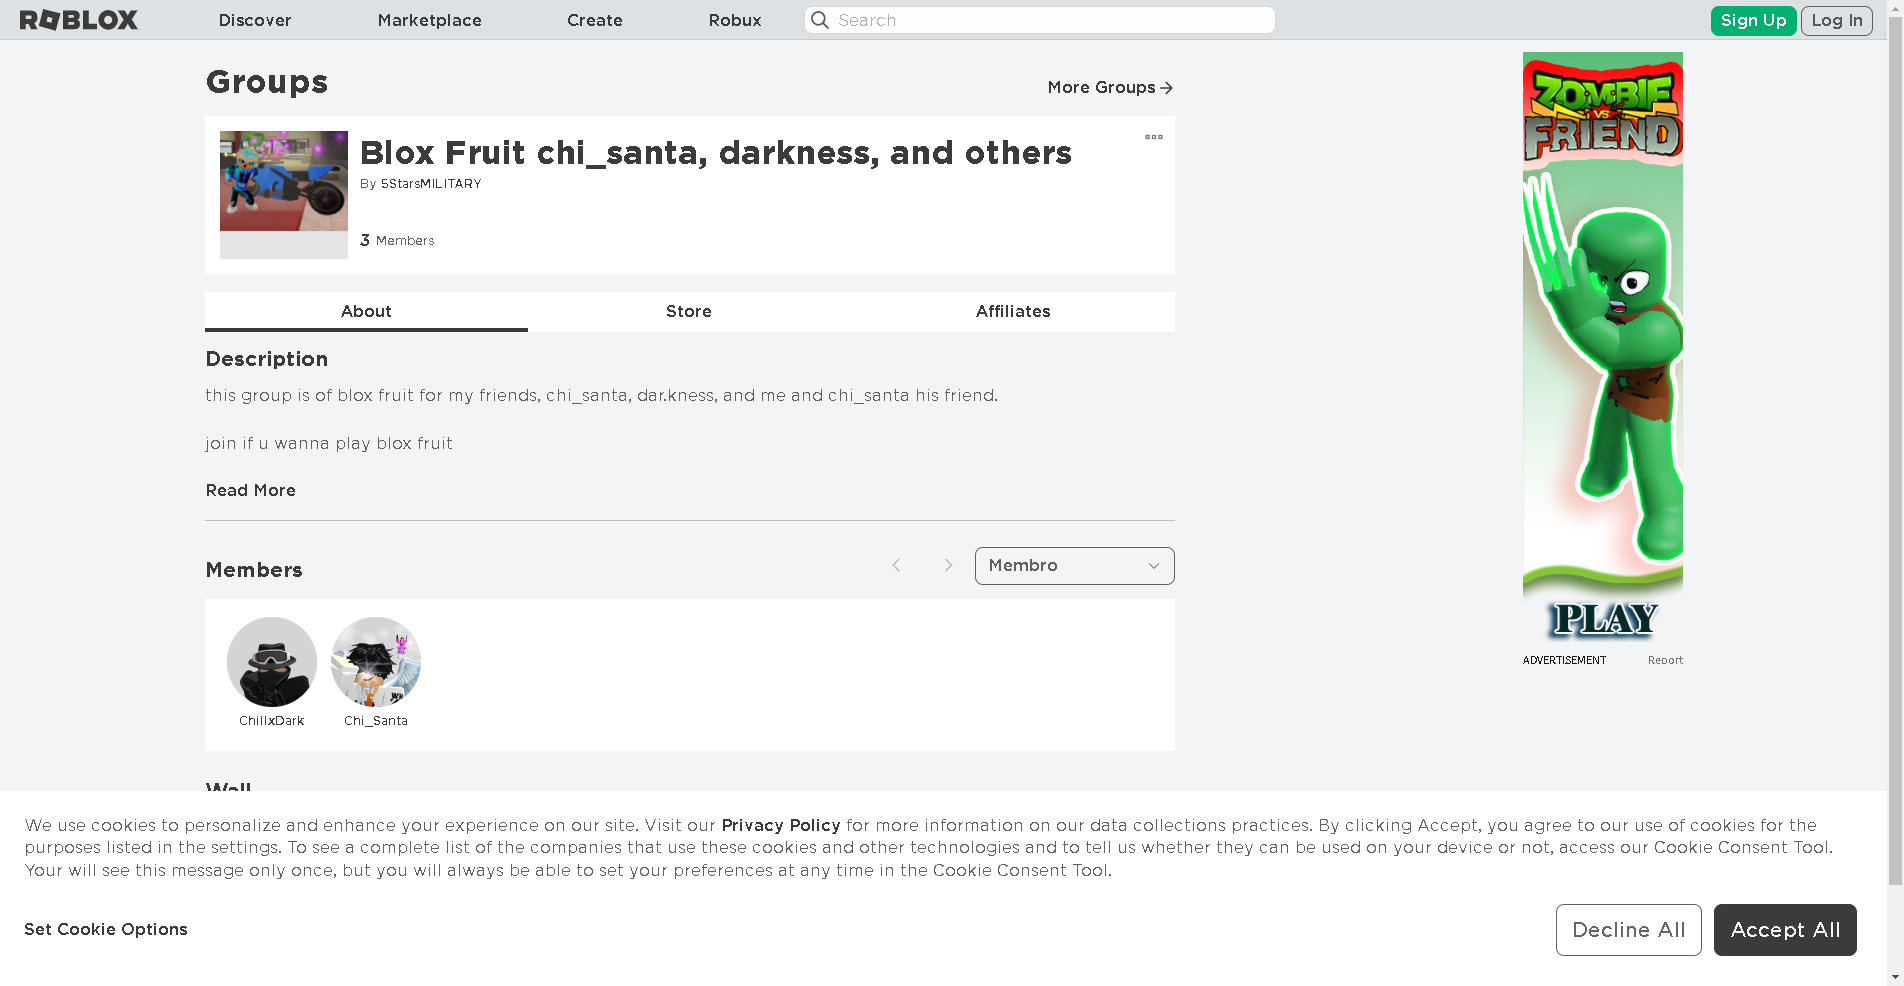 ROBLOX
Discover
Marketplace
Create
Robux
Search
Sign Up
Log In
Groups
More Groups
Blox Fruit chi_santa, darkness, and others
By 5StarsMILITARY
3 Members
About
Store
Affiliates
Description
this group is of blox fruit for my friends, chi_santa, dar.kness, and me and chi_santa his friend.
join if u wanna play blox fruit
Read More
Members
Membro
ChillxDark
Chi_Santa
Wall
ZOMBIE
VS
FRIEND
PLAY
ADVERTISEMENT
Report
We use cookies to personalize and enhance your experience on our site. Visit our Privacy Policy for more information on our data collections practices. By clicking Accept, you agree to our use of cookies for the
purposes listed in the settings. To see a complete list of the companies that use these cookies and other technologies and to tell us whether they can be used on your device or not, access our Cookie Consent Tool.
Your will see this message only once, but you will always be able to set your preferences at any time in the Cookie Consent Tool.
Set Cookie Options
Decline All
Accept All